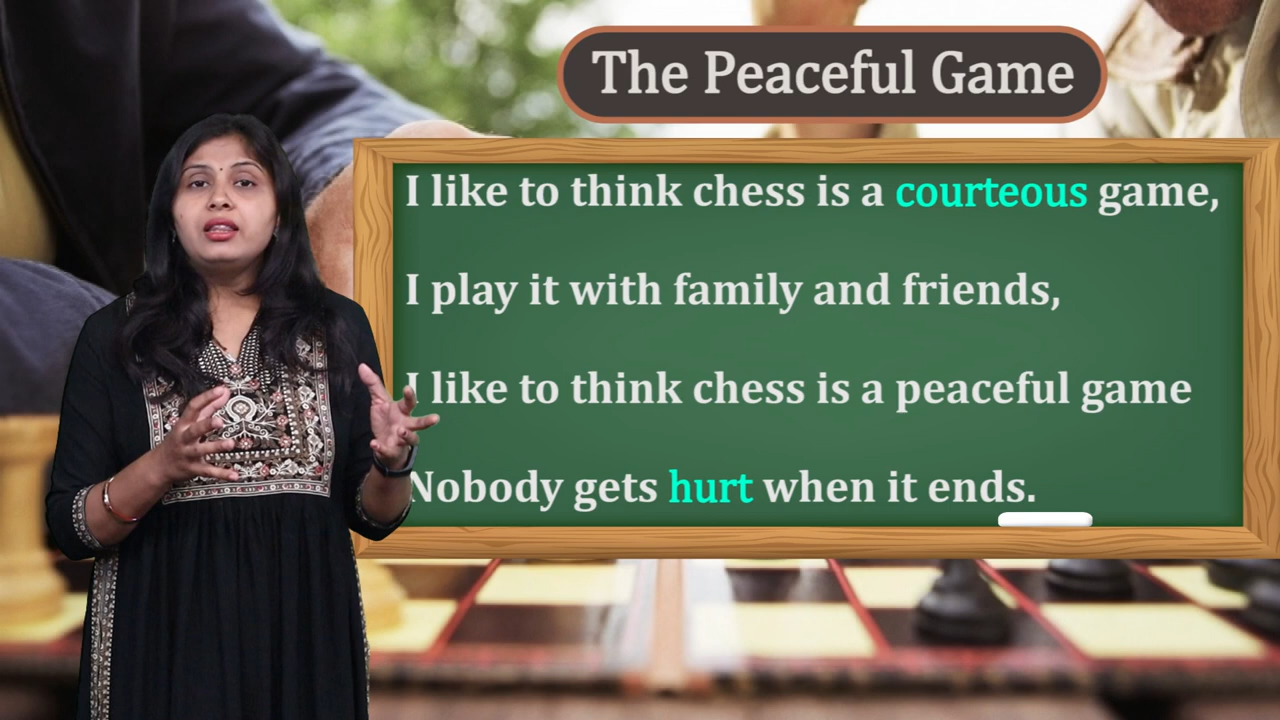 The Peaceful Game
I like to think chess is a courteous game,
I play it with family and friends,
I like to think chess is a peaceful game
Nobody gets hurt when it ends.